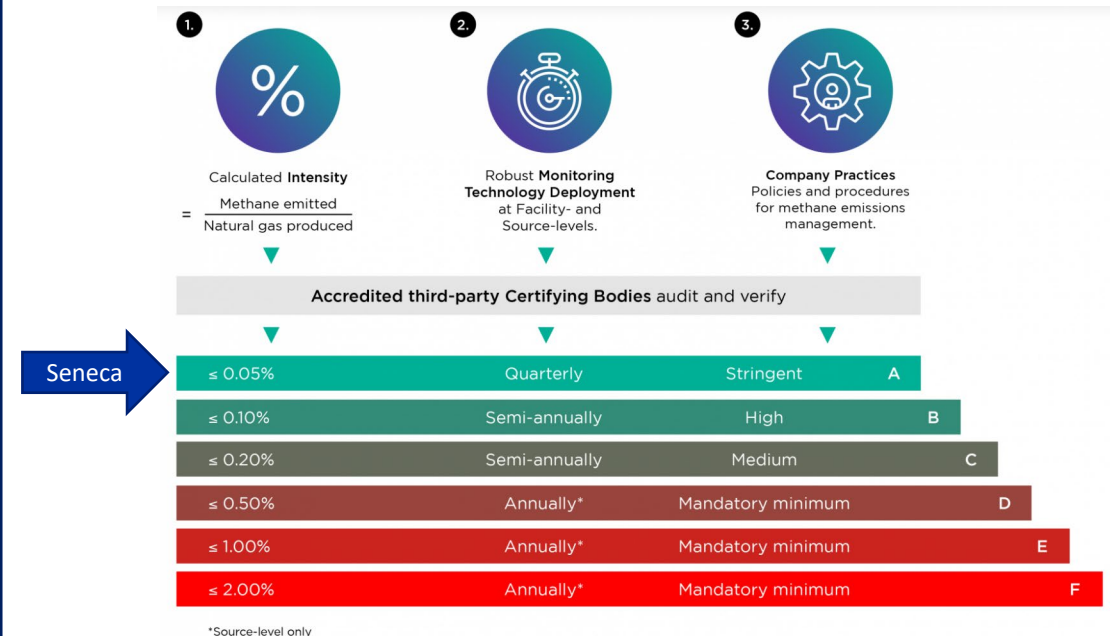 1.
2.
3.
%
Calculated Intensity
= Methane emitted
Natural gas produced
Robust Monitoring
Technology Deployment
at Facility- and
Source-levels.
Company Practices
Policies and procedures
for methane emissions
management.
Accredited third-party Certifying Bodies audit and verify
Seneca
≤ 0.05% Quarterly Stringent A
≤ 0.10% Semi-annually High B
≤ 0.20% Semi-annually Medium C
≤ 0.50% Annually* Mandatory minimum D
≤ 1.00% Annually* Mandatory minimum E
≤ 2.00% Annually* Mandatory minimum F
*Source-level only